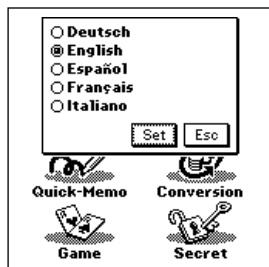 Deutsch
English
Español
Français
Italiano
Set Esc
Quick-Memo Conversion
Game Secret